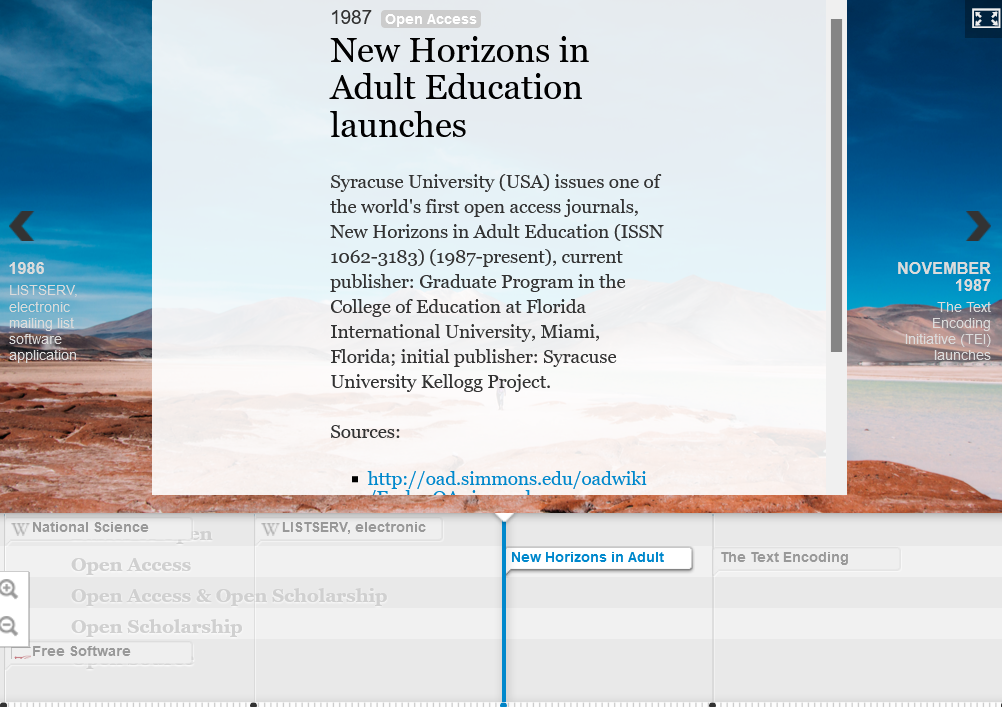 1987 Open Access
New Horizons in
Adult Education
launches
Syracuse University (USA) issues one of
the world's first open access journals,
New Horizons in Adult Education (ISSN
1062-3183) (1987-present), current
publisher: Graduate Program in the
College of Education at Florida
International University, Miami,
Florida; initial publisher: Syracuse
University Kellogg Project.
Sources:
http://oad.simmons.edu/oadwiki
1986
LISTSERV,
electronic
mailing list
software
application
NOVEMBER
1987
The Text
Encoding
Initiative (TEI)
launches
National Science
LISTSERV, electronic
New Horizons in Adult
The Text Encoding
Open Access
Open Access & Open Scholarship
Open Scholarship
Free Software